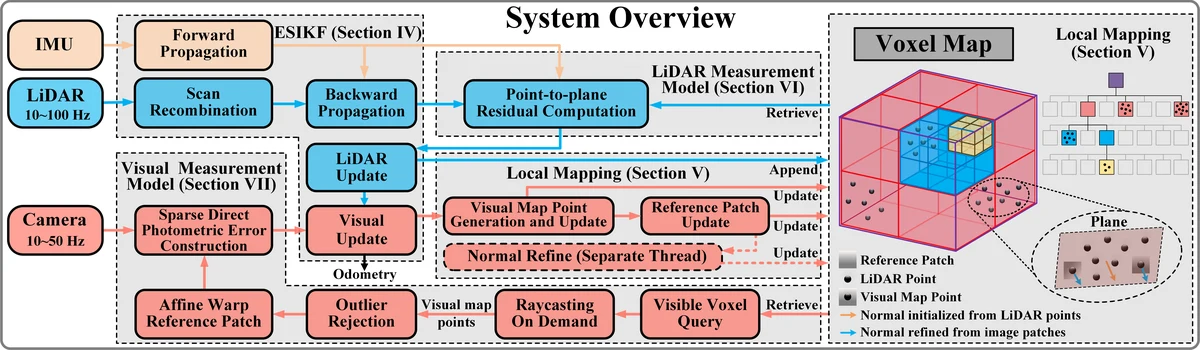 System Overview
IMU
Forward
Propagation
ESIKF (Section IV)
LiDAR
10~100 Hz
Scan
Recombination
Backward
Propagation
Point-to-plane
Residual Computation
LiDAR Measurement
Model (Section VI)
Retrieve
LiDAR
Update
Append
Visual Measurement
Model (Section VII)
Local Mapping (Section V)
Camera
10~50 Hz
Sparse Direct
Photometric Error
Construction
Visual
Update
Odometry
Visual Map Point
Generation and Update
Reference Patch
Update
Update
Update
Normal Refine (Separate Thread)
Update
Affine Warp
Reference Patch
Outlier
Rejection
Visual map
points
Raycasting
On Demand
Visible Voxel
Query
Retrieve
Voxel Map
Local Mapping
(Section V)
Plane
Reference Patch
LiDAR Point
Visual Map Point
Normal initialized from LiDAR points
Normal refined from image patches